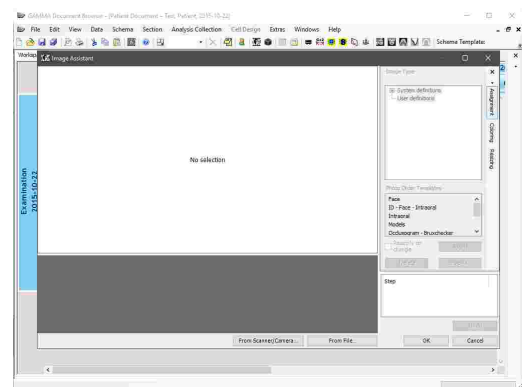 GAMMA Document Browser - [Patient Document - Test, Patient, 2015-10-22]
File Edit View Data Schema Section Analysis Collection Cell Design Extras Windows Help
Schema Template:
Image Assistant
Image Type
System definitions
User definitions
Assignment
Coloring
No selection
Examination
2015-10-22
Photo Order Templates
Face
ID - Face - Intraoral
Intraoral
Models
Occlusogram - Bruxchecker
change
Step
From Scanner/Camera...
From File...
OK
Cancel